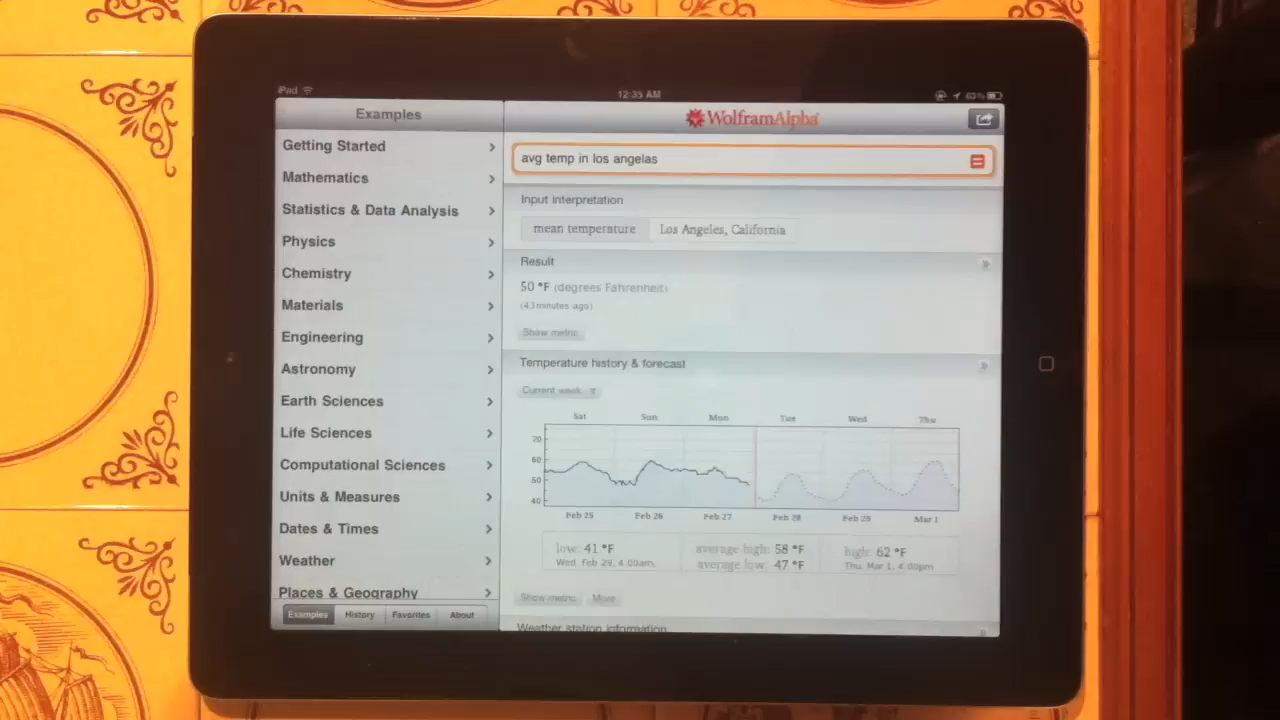 iPad
12:35 AM
63%
Examples
WolframAlpha
Getting Started
Mathematics
Statistics & Data Analysis
Physics
Chemistry
Materials
Engineering
Astronomy
Earth Sciences
Life Sciences
Computational Sciences
Units & Measures
Dates & Times
Weather
Places & Geography
Examples History Favorites About
avg temp in los angelas
Input interpretation
mean temperature Los Angeles, California
Result
50 °F (degrees Fahrenheit)
(43 minutes ago)
Show metric
Temperature history & forecast
Current week
Sat Sun Mon Tue Wed Thu
70
60
50
40
Feb 25 Feb 26 Feb 27 Feb 28 Feb 29 Mar 1
low: 41 °F
Wed, Feb 29, 4:00am
average high: 58 °F
average low: 47 °F
high: 62 °F
Thu, Mar 1, 4:00pm
Show metric More
Weather station information